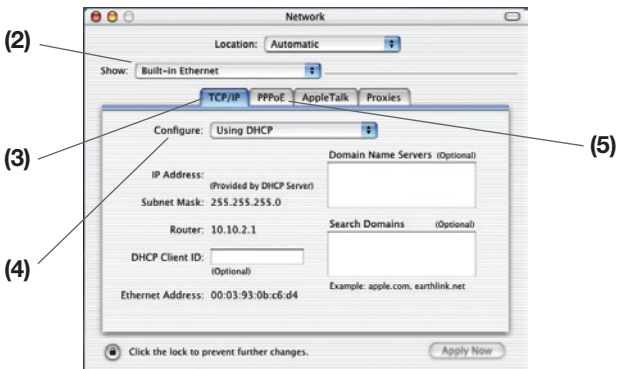 Network
(2)
Location: Automatic
Show: Built-in Ethernet
TCP/IP PPPoE AppleTalk Proxies
(3)
Configure: Using DHCP
(5)
Domain Name Servers (Optional)
IP Address:
(Provided by DHCP Server)
Subnet Mask: 255.255.255.0
Router: 10.10.2.1
Search Domains (Optional)
(4)
DHCP Client ID:
(Optional)
Example: apple.com, earthlink.net
Ethernet Address: 00:03:93:0b:c6:d4
Click the lock to prevent further changes.
Apply Now